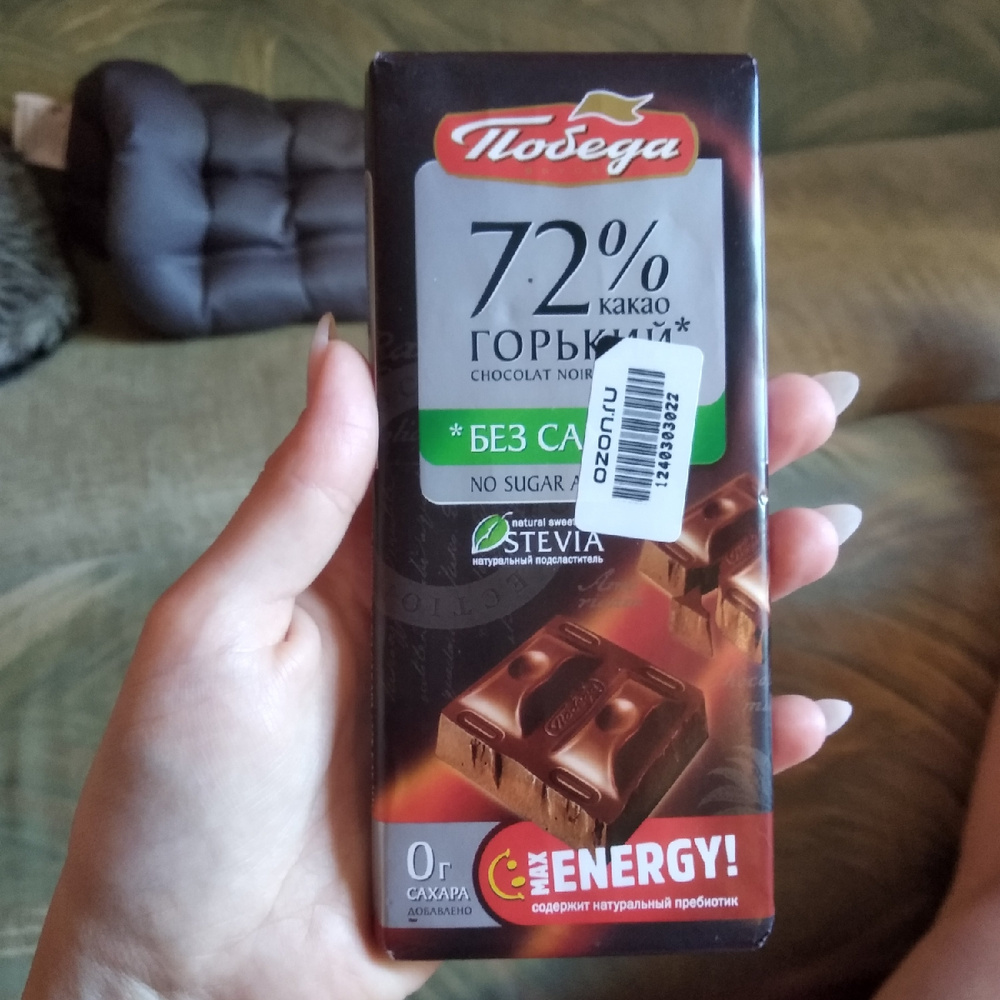 Победа
72%
какао
ГОРЬКИЙ*
CHOCOLAT NOIR
*БЕЗ СА
NO SUGAR A
ozon.ru
1240303022
natural sweet
STEVIA
натуральный подсластитель
0г
САХАРА
ДОБАВЛЕНО
MAX ENERGY!
содержит натуральный пребиотик